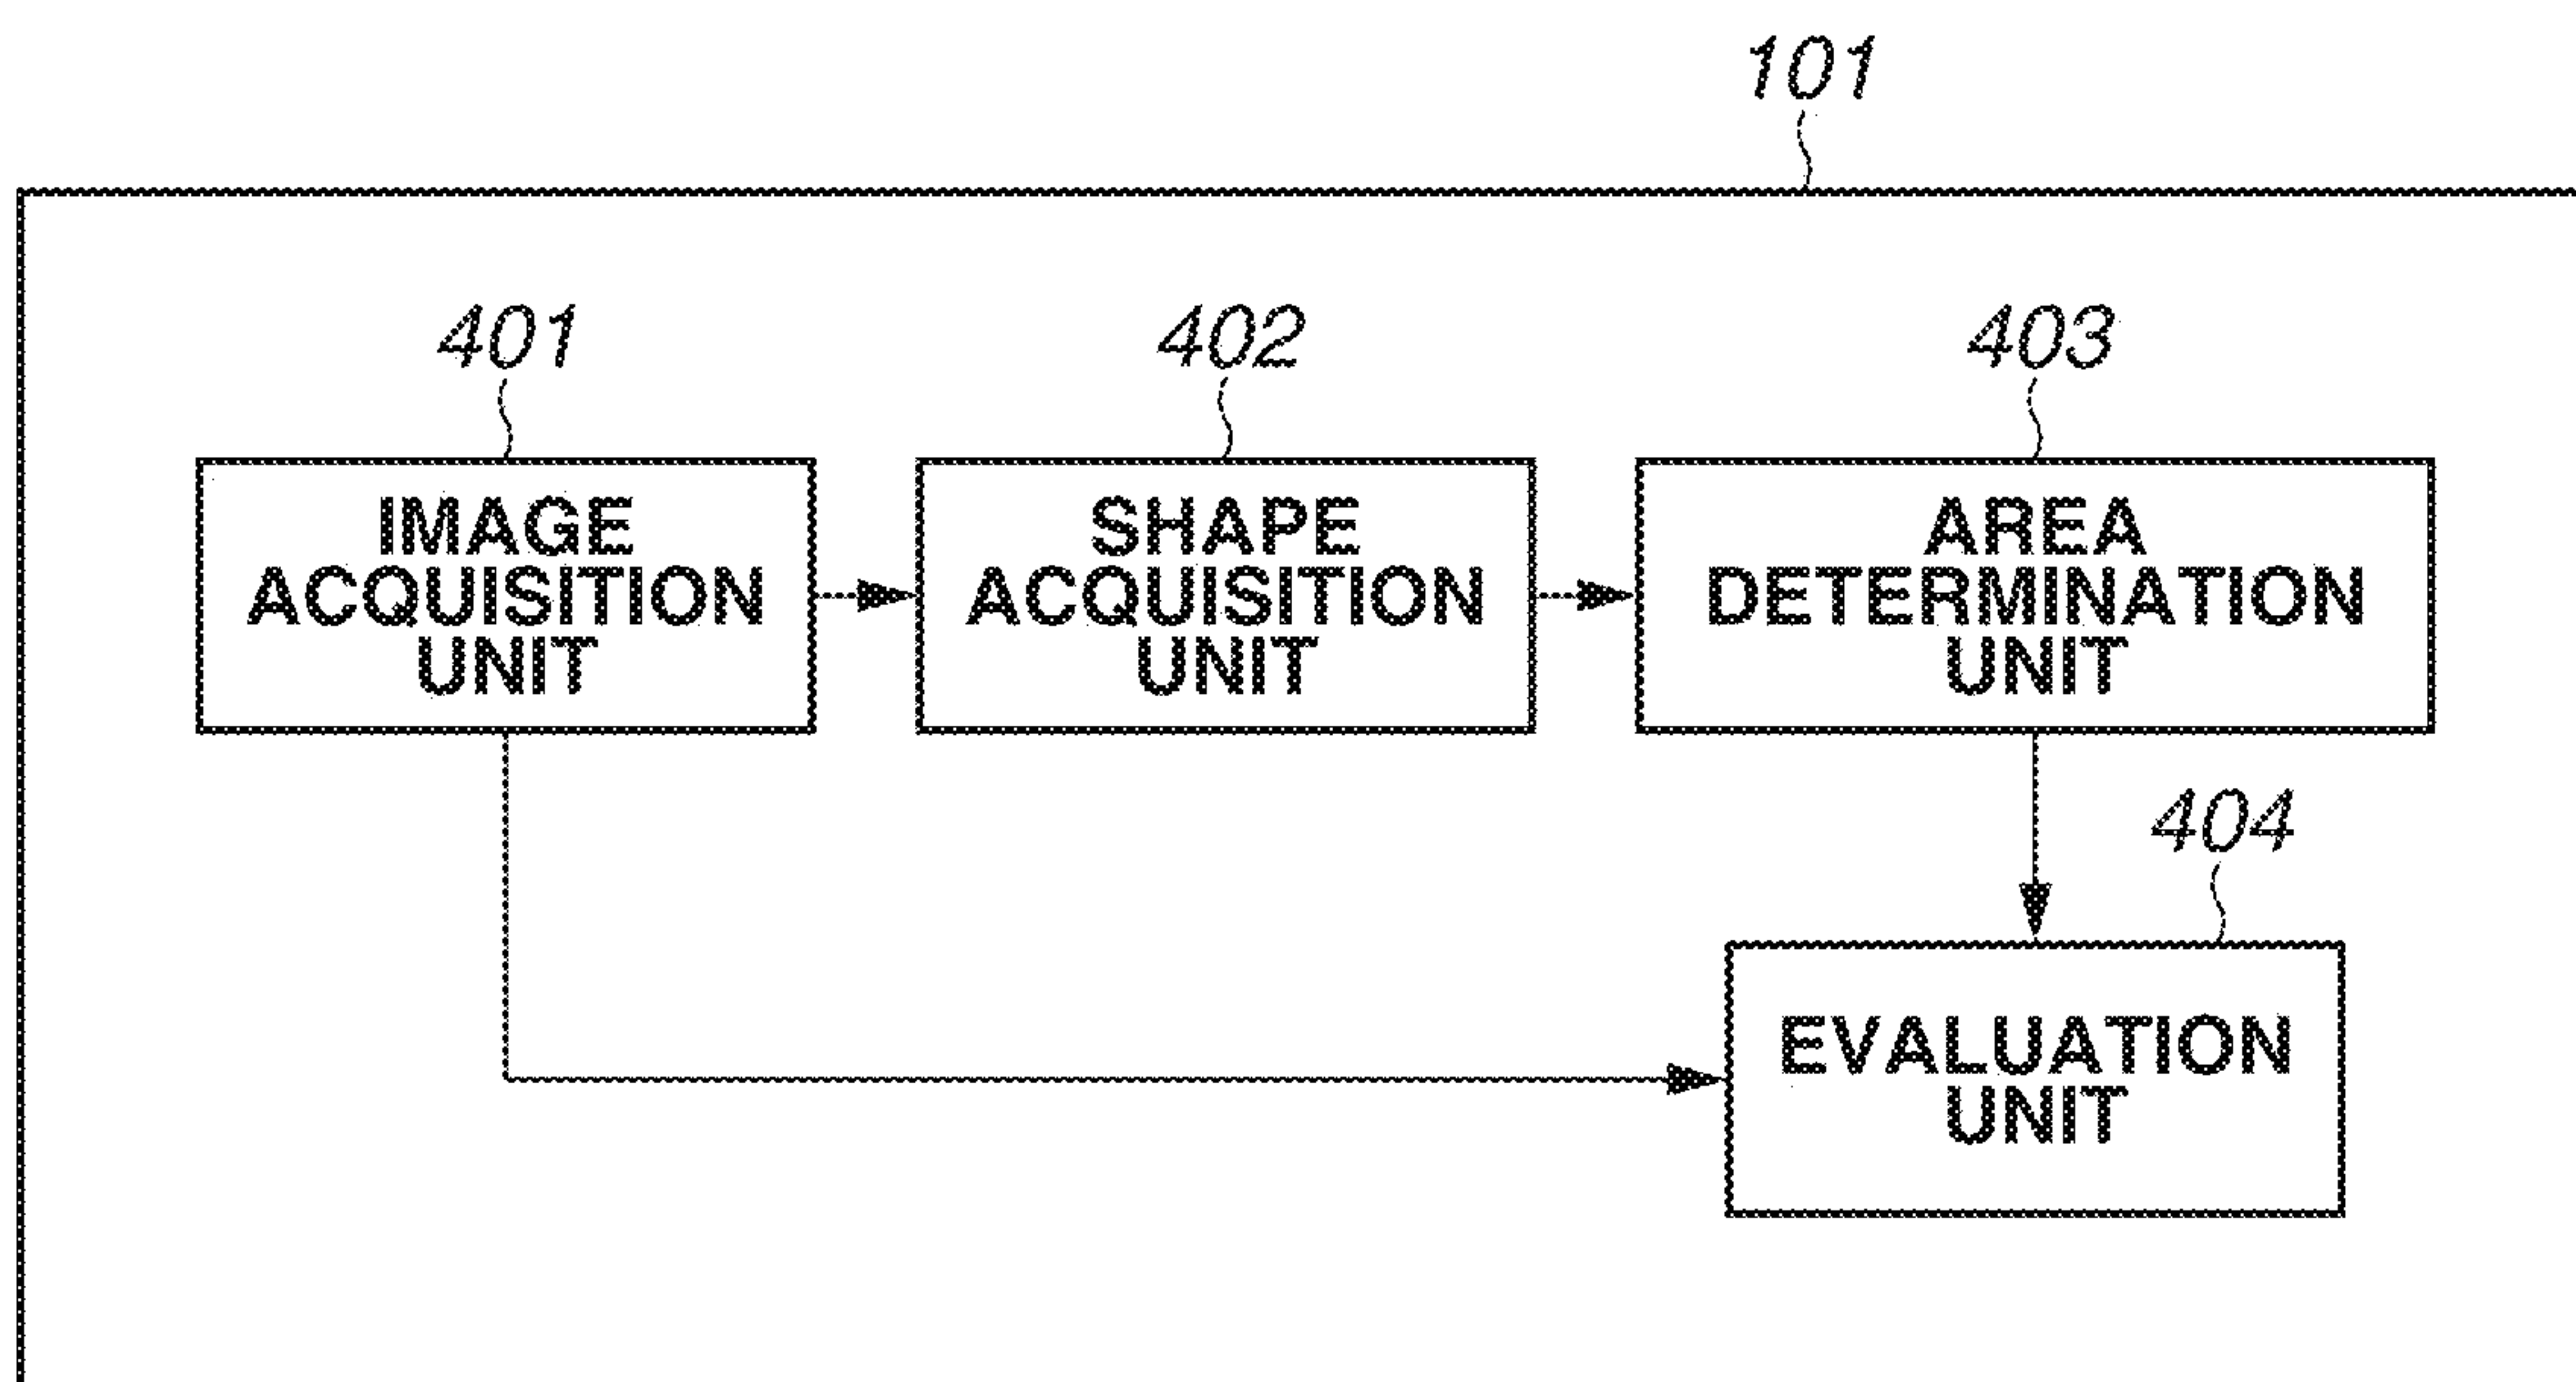 101
401
402
403
IMAGE
ACQUISITION
UNIT
SHAPE
ACQUISITION
UNIT
AREA
DETERMINATION
UNIT
404
EVALUATION
UNIT